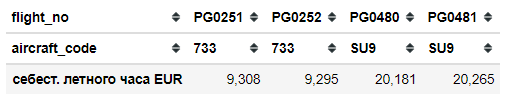 flight_no PG0251 PG0252 PG0480 PG0481
aircraft_code 733 733 SU9 SU9
себест. летного часа EUR 9,308 9,295 20,181 20,265